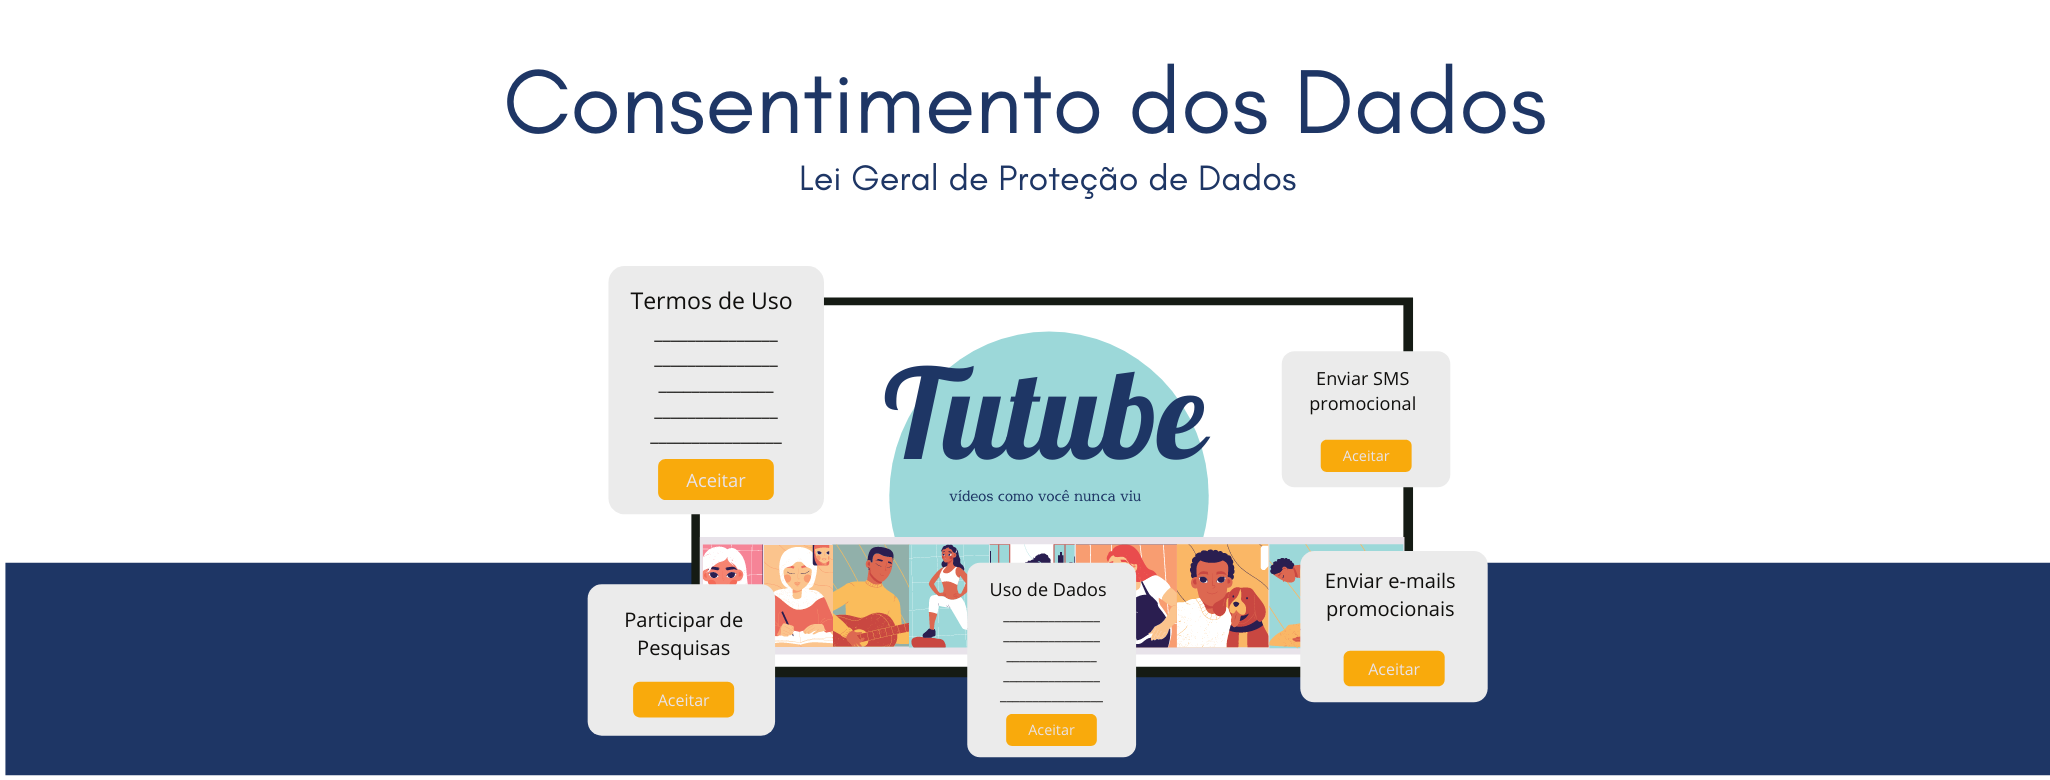 Consentimento dos Dados
Lei Geral de Proteção de Dados
Termos de Uso
Aceitar
Tutube
vídeos como você nunca viu
Enviar SMS
promocional
Aceitar
Participar de
Pesquisas
Aceitar
Uso de Dados
Aceitar
Enviar e-mails
promocionais
Aceitar